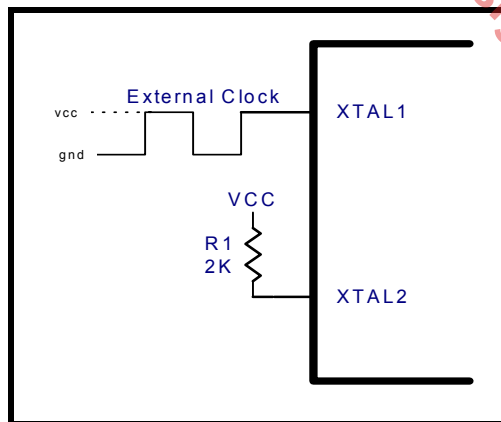 External Clock
vcc
XTAL1
gnd
VCC
R1
2K
XTAL2